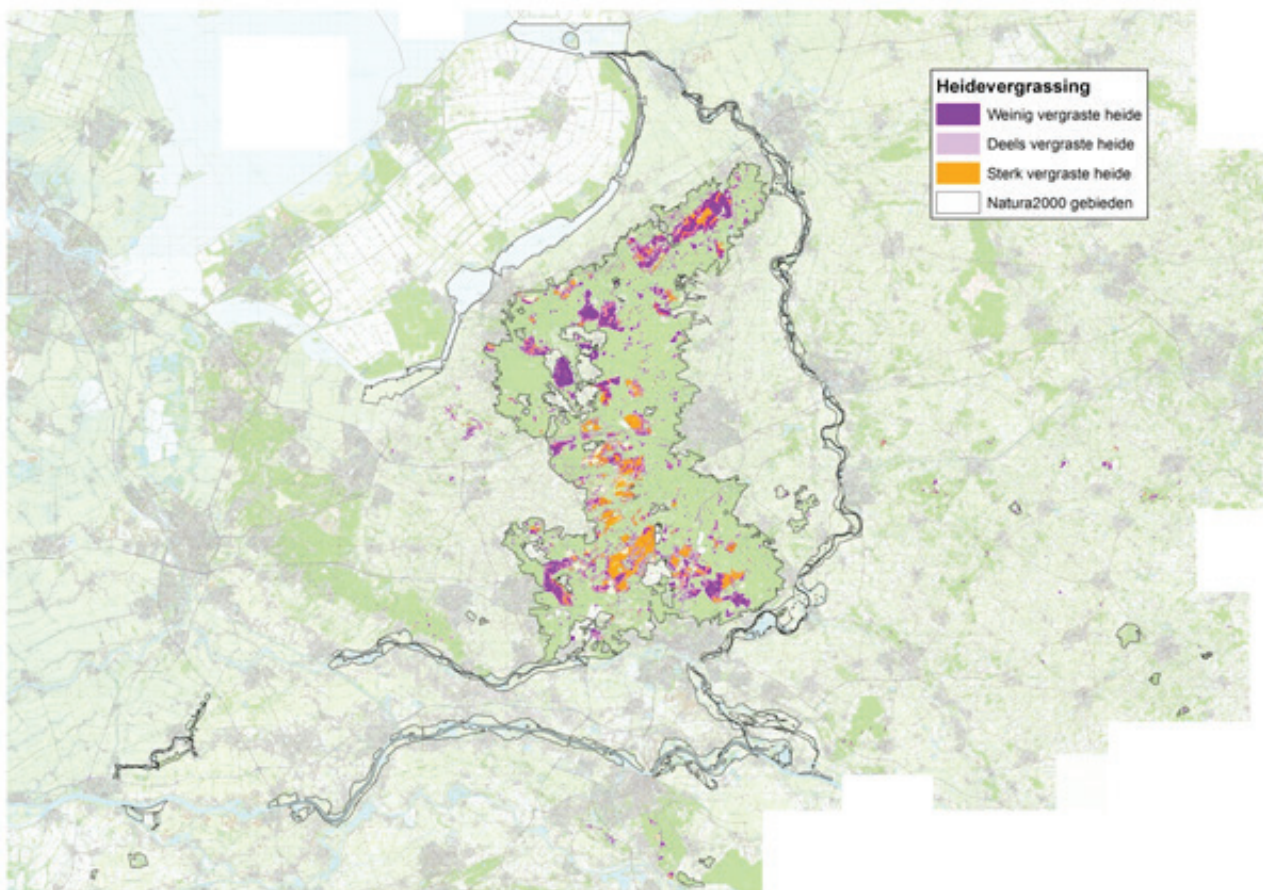 Heidevergrassing
Weinig vergraste heide
Deels vergraste heide
Sterk vergraste heide
Natura2000 gebieden